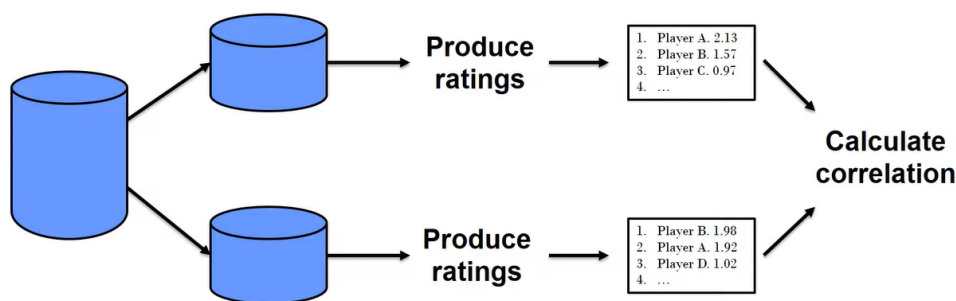 Produce
ratings
1. Player A. 2.13
2. Player B. 1.57
3. Player C. 0.97
4. ...
Calculate
correlation
Produce
ratings
1. Player B. 1.98
2. Player A. 1.92
3. Player D. 1.02
4. ...